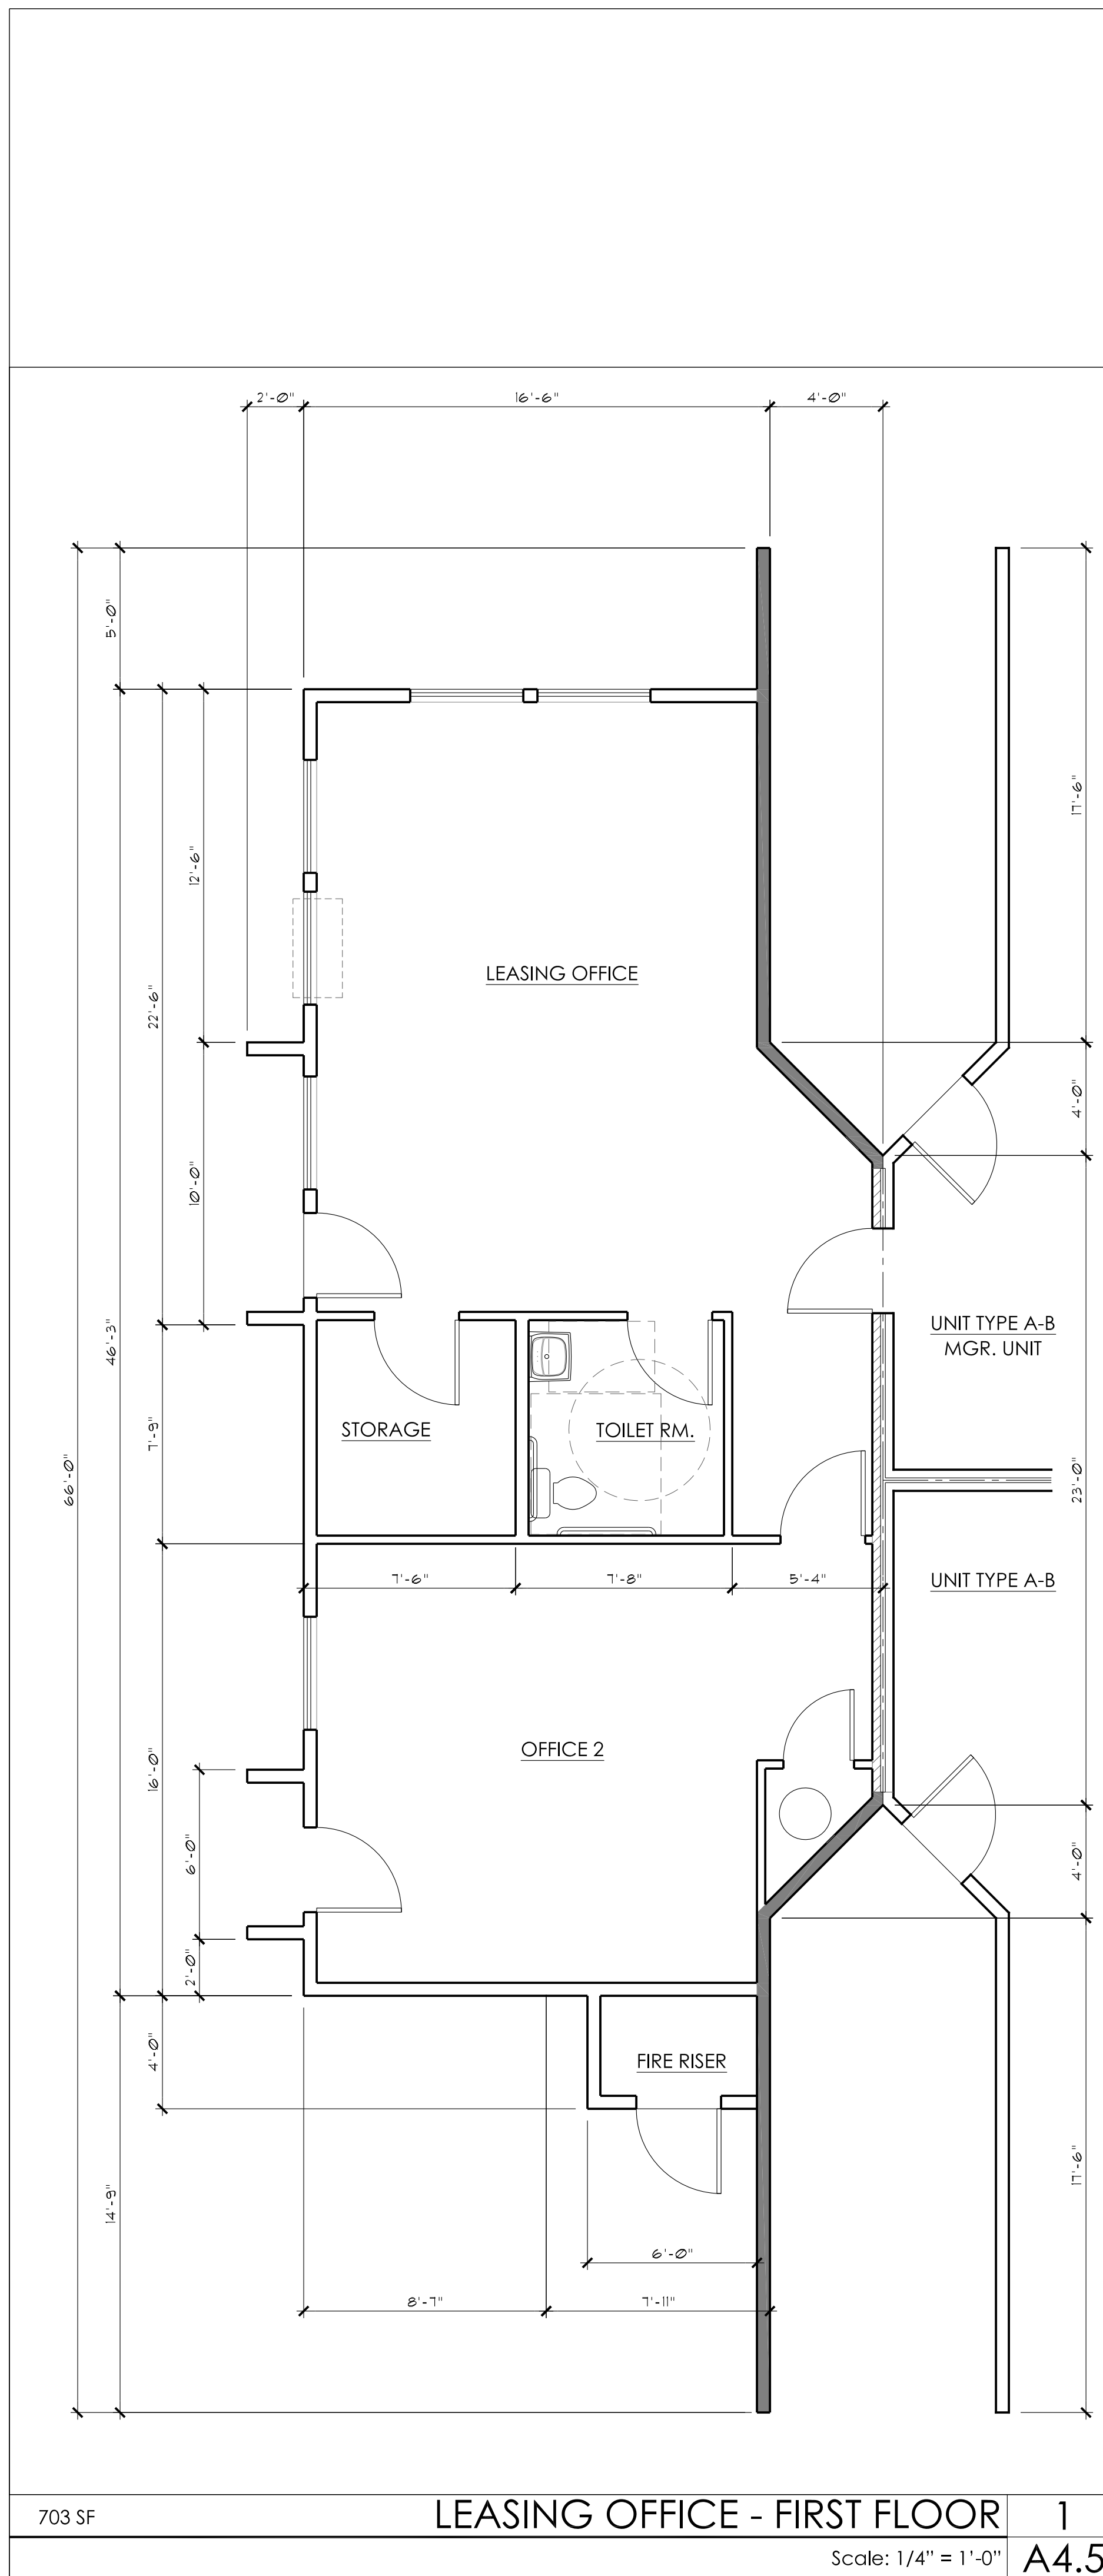 2'-0" 16'-6" 4'-0"
5'-0"
17'-6"
12'-6"
LEASING OFFICE
22'-6"
4'-0"
10'-0"
UNIT TYPE A-B
46'-3"
MGR. UNIT
STORAGE
TOILET RM.
7'-9"
66'-0"
23'-0"
7'-6" 7'-8" 5'-4"
UNIT TYPE A-B
OFFICE 2
16'-0"
6'-0"
4'-0"
2'-0"
4'-0"
FIRE RISER
17'-6"
14'-9"
6'-0"
8'-7" 7'-11"
703 SF
LEASING OFFICE - FIRST FLOOR
1
Scale: 1/4" = 1'-0"
A4.5